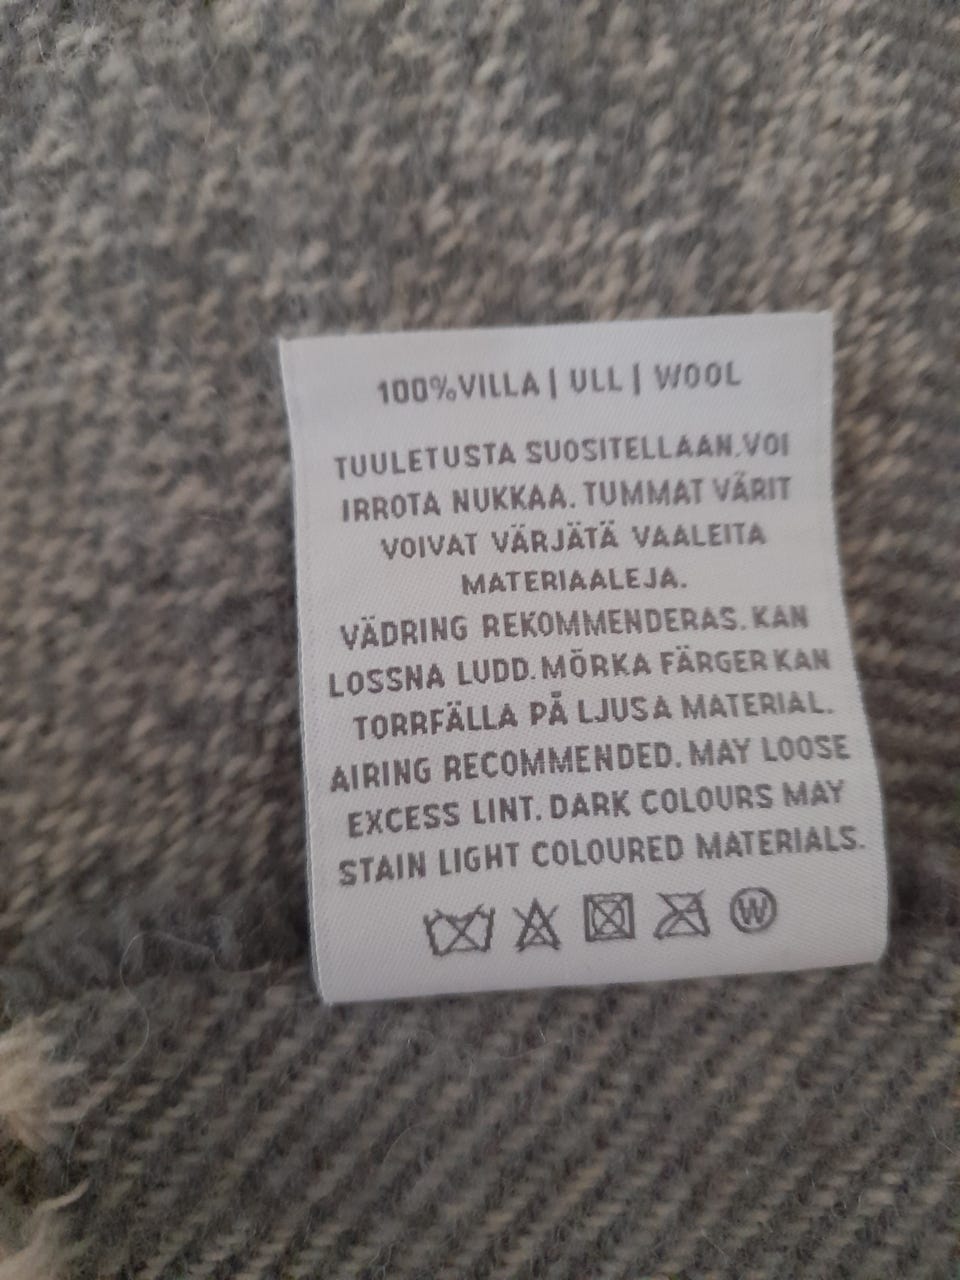 100%VILLA | ULL | WOOL
TUULETUSTA SUOSITELLAAN.VOI
IRROTA NUKKAA. TUMMAT VÄRIT
VOIVAT VÄRJÄTÄ VAALEITA
MATERIAALEJA.
VÄDRING REKOMMENDERAS. KAN
LOSSNA LUDD. MÖRKA FÄRGER KAN
TORRFÄLLA PÅ LJUSA MATERIAL.
AIRING RECOMMENDED. MAY LOOSE
EXCESS LINT. DARK COLOURS MAY
STAIN LIGHT COLOURED MATERIALS.
W